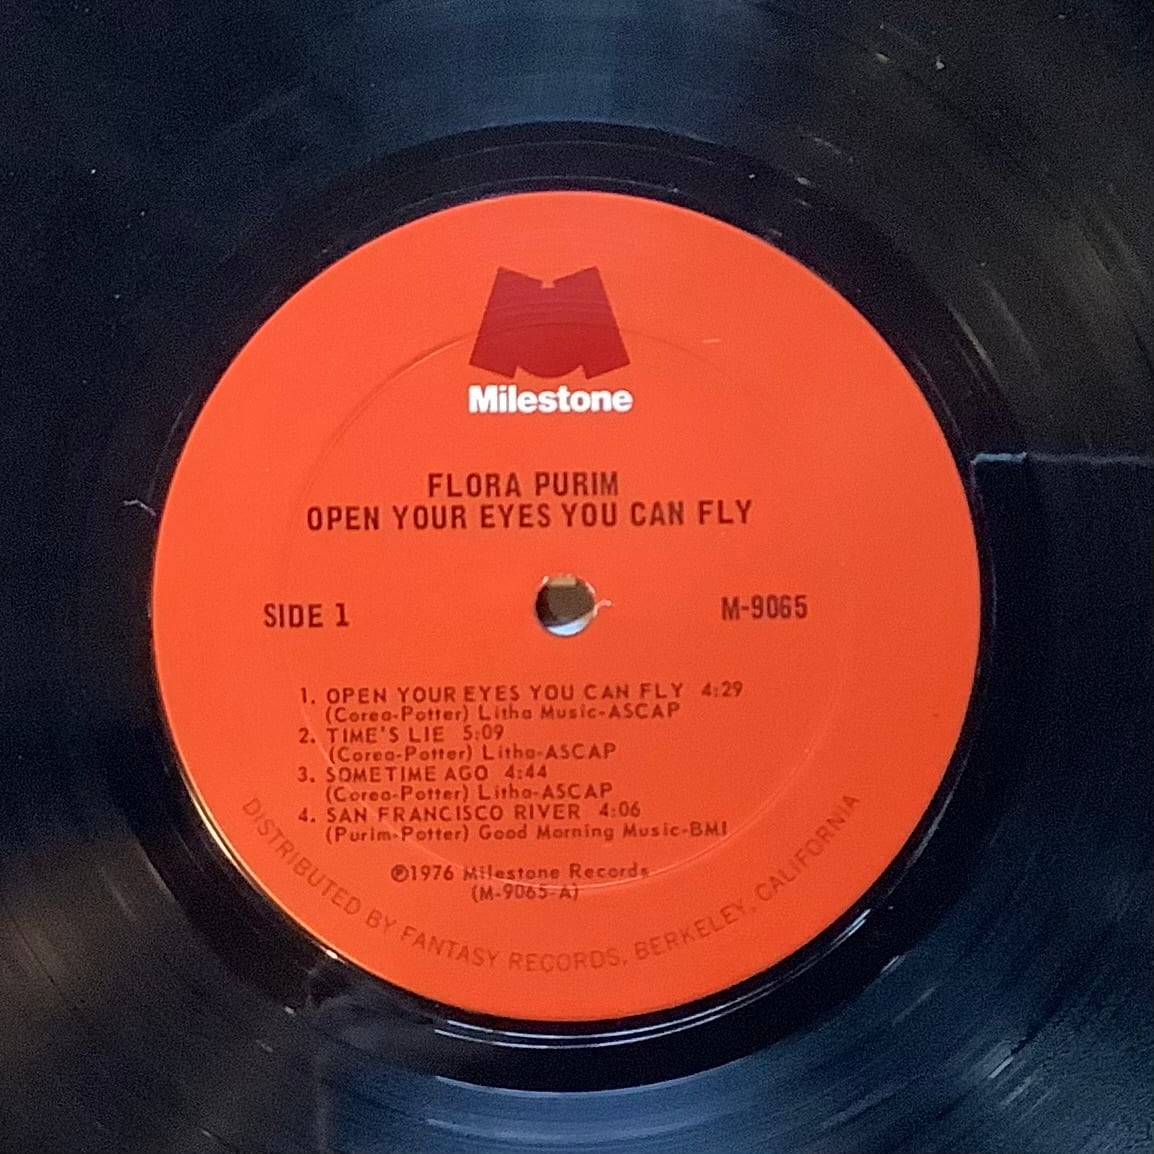 Milestone
FLORA PURIM
OPEN YOUR EYES YOU CAN FLY
SIDE 1
M-9065
1. OPEN YOUR EYES YOU CAN FLY 4:29
(Corea-Potter) Litha Music-ASCAP
2. TIME'S LIE 5:09
(Corea-Potter) Litha-ASCAP
3. SOMETIME AGO 4:44
(Corea-Potter) Litha-ASCAP
4. SAN FRANCISCO RIVER 4:06
(Purim-Potter) Good Morning Music-BMI
℗1976 Milestone Records
(M-9065-A)
DISTRIBUTED BY FANTASY RECORDS, BERKELEY, CALIFORNIA